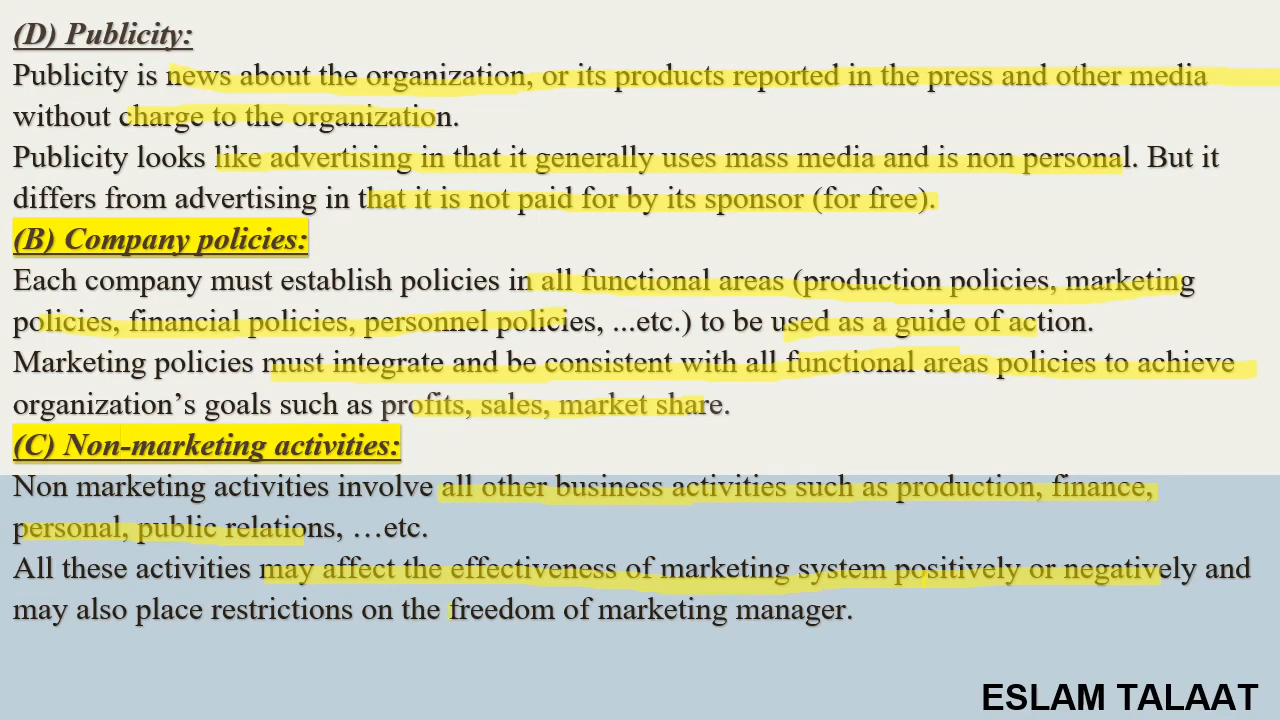 (D) Publicity:
Publicity is news about the organization, or its products reported in the press and other media
without charge to the organization.
Publicity looks like advertising in that it generally uses mass media and is non personal. But it
differs from advertising in that it is not paid for by its sponsor (for free).
(B) Company policies:
Each company must establish policies in all functional areas (production policies, marketing
policies, financial policies, personnel policies, ...etc.) to be used as a guide of action.
Marketing policies must integrate and be consistent with all functional areas policies to achieve
organization’s goals such as profits, sales, market share.
(C) Non-marketing activities:
Non marketing activities involve all other business activities such as production, finance,
personal, public relations, …etc.
All these activities may affect the effectiveness of marketing system positively or negatively and
may also place restrictions on the freedom of marketing manager.
ESLAM TALAAT